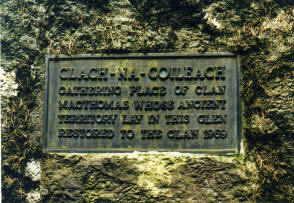 CLACH-NA-COILEACH
GATHERING PLACE OF CLAN
MACTHOMAS WHOSE ANCIENT
TERRITORY LAY IN THIS GLEN
RESTORED TO THE CLAN 1969